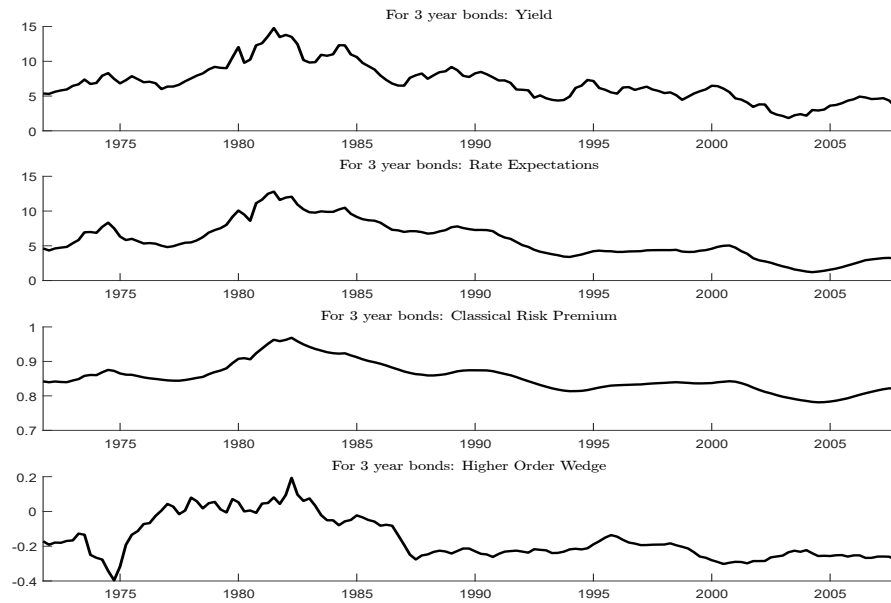 For 3 year bonds: Yield
15
10
5
0
1975 1980 1985 1990 1995 2000 2005
For 3 year bonds: Rate Expectations
15
10
5
0
1975 1980 1985 1990 1995 2000 2005
For 3 year bonds: Classical Risk Premium
1
0.9
0.8
0.7
1975 1980 1985 1990 1995 2000 2005
For 3 year bonds: Higher Order Wedge
0.2
0
-0.2
-0.4
1975 1980 1985 1990 1995 2000 2005